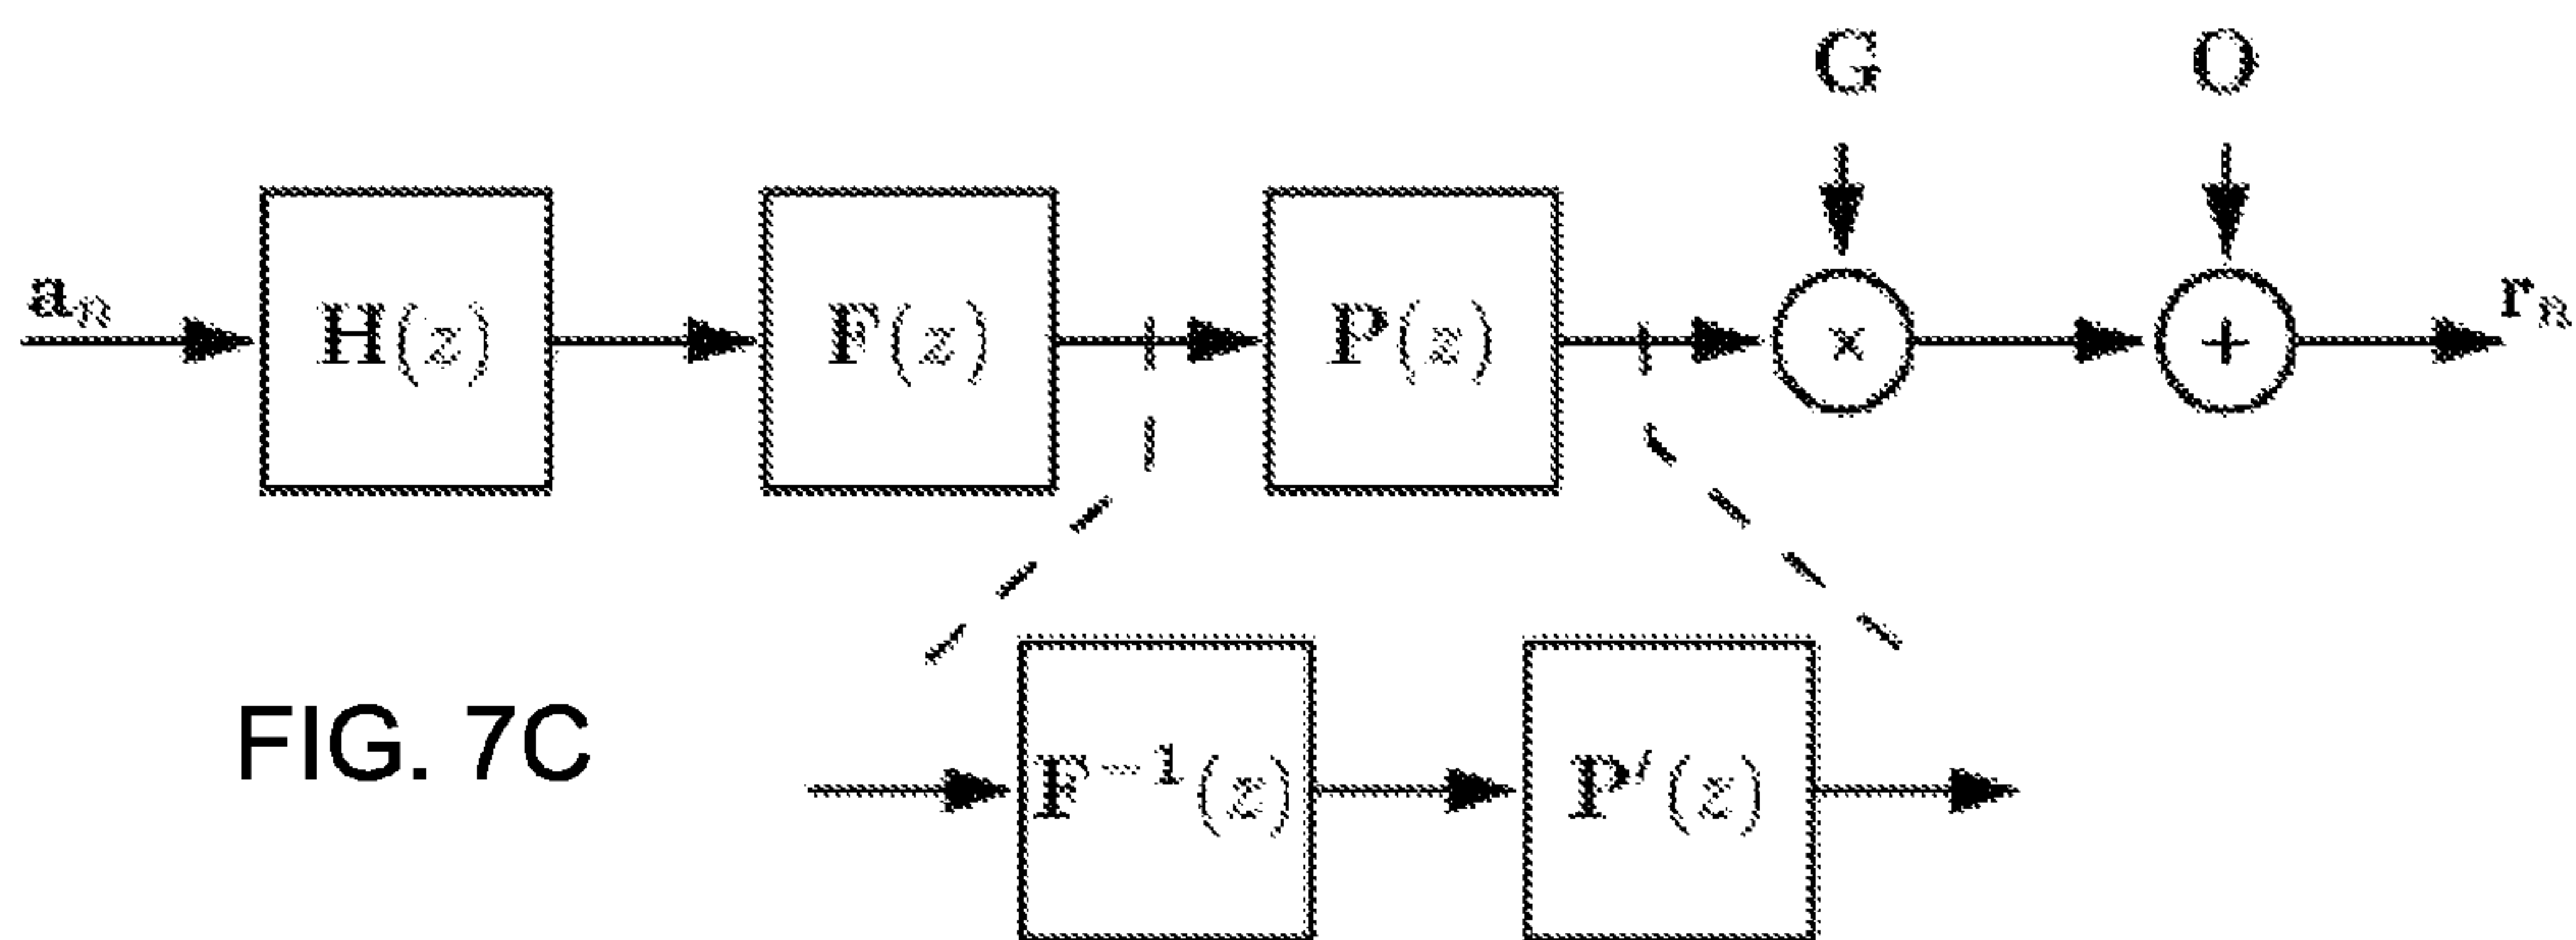 G O
aₙ H(z) F(z) P(z) × + rₙ
FIG. 7C F⁻¹(z) P′(z)